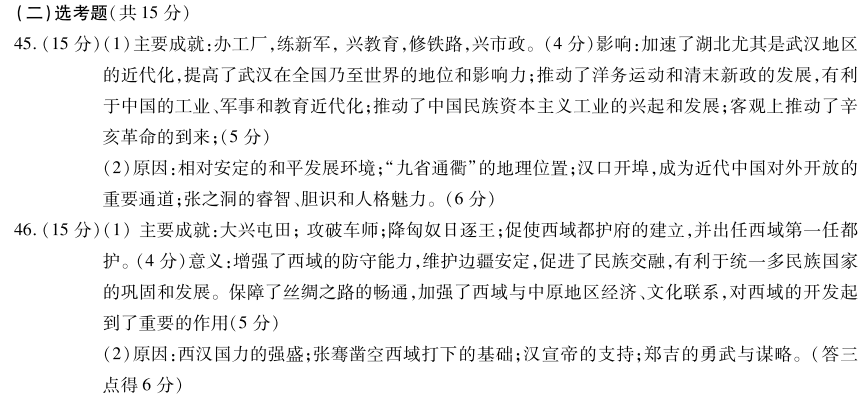 (二)选考题(共15分)
45.(15分)(1)主要成就:办工厂,练新军, 兴教育,修铁路,兴市政。(4分)影响:加速了湖北尤其是武汉地区
的近代化,提高了武汉在全国乃至世界的地位和影响力;推动了洋务运动和清末新政的发展,有利
于中国的工业、军事和教育近代化;推动了中国民族资本主义工业的兴起和发展;客观上推动了辛
亥革命的到来;(5分)
(2)原因:相对安定的和平发展环境;“九省通衢”的地理位置;汉口开埠,成为近代中国对外开放的
重要通道;张之洞的睿智、胆识和人格魅力。(6分)
46.(15分)(1) 主要成就:大兴屯田; 攻破车师;降匈奴日逐王;促使西域都护府的建立,并出任西域第一任都
护。(4分)意义:增强了西域的防守能力,维护边疆安定,促进了民族交融,有利于统一多民族国家
的巩固和发展。保障了丝绸之路的畅通,加强了西域与中原地区经济、文化联系,对西域的开发起
到了重要的作用(5分)
(2)原因:西汉国力的强盛;张骞凿空西域打下的基础;汉宣帝的支持;郑吉的勇武与谋略。(答三
点得6分)